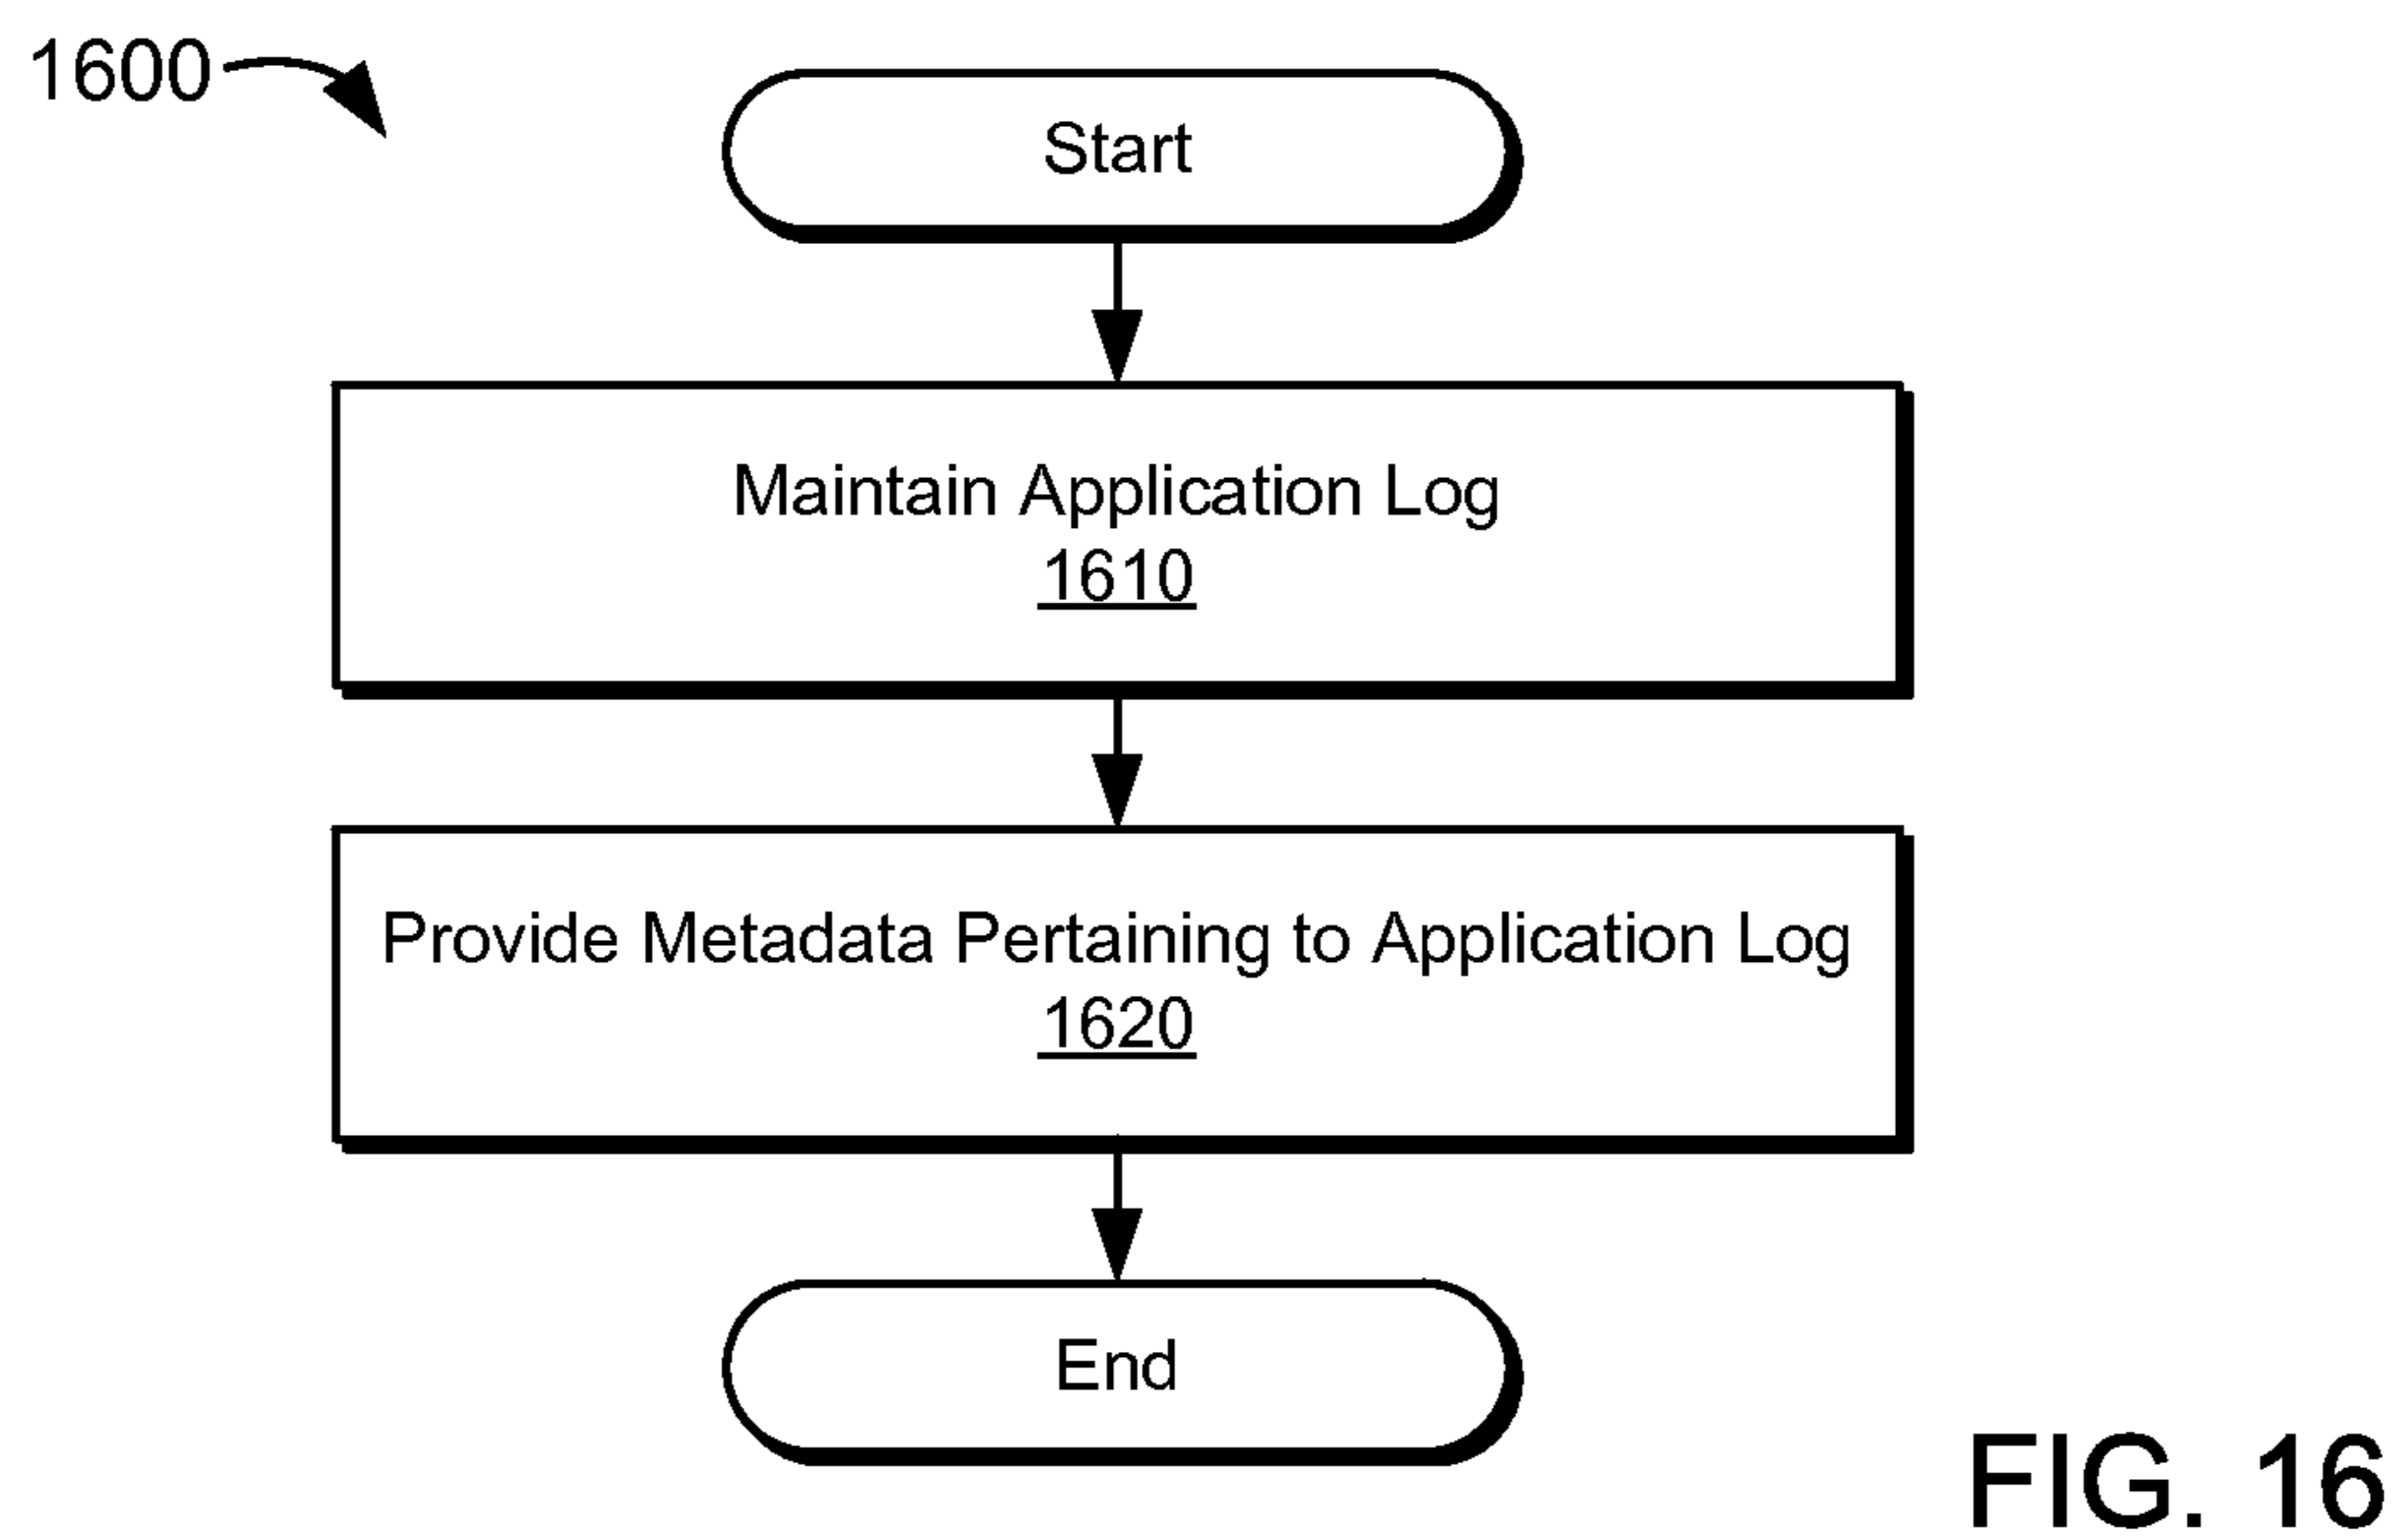 1600
Start
Maintain Application Log
1610
Provide Metadata Pertaining to Application Log
1620
End
FIG. 16